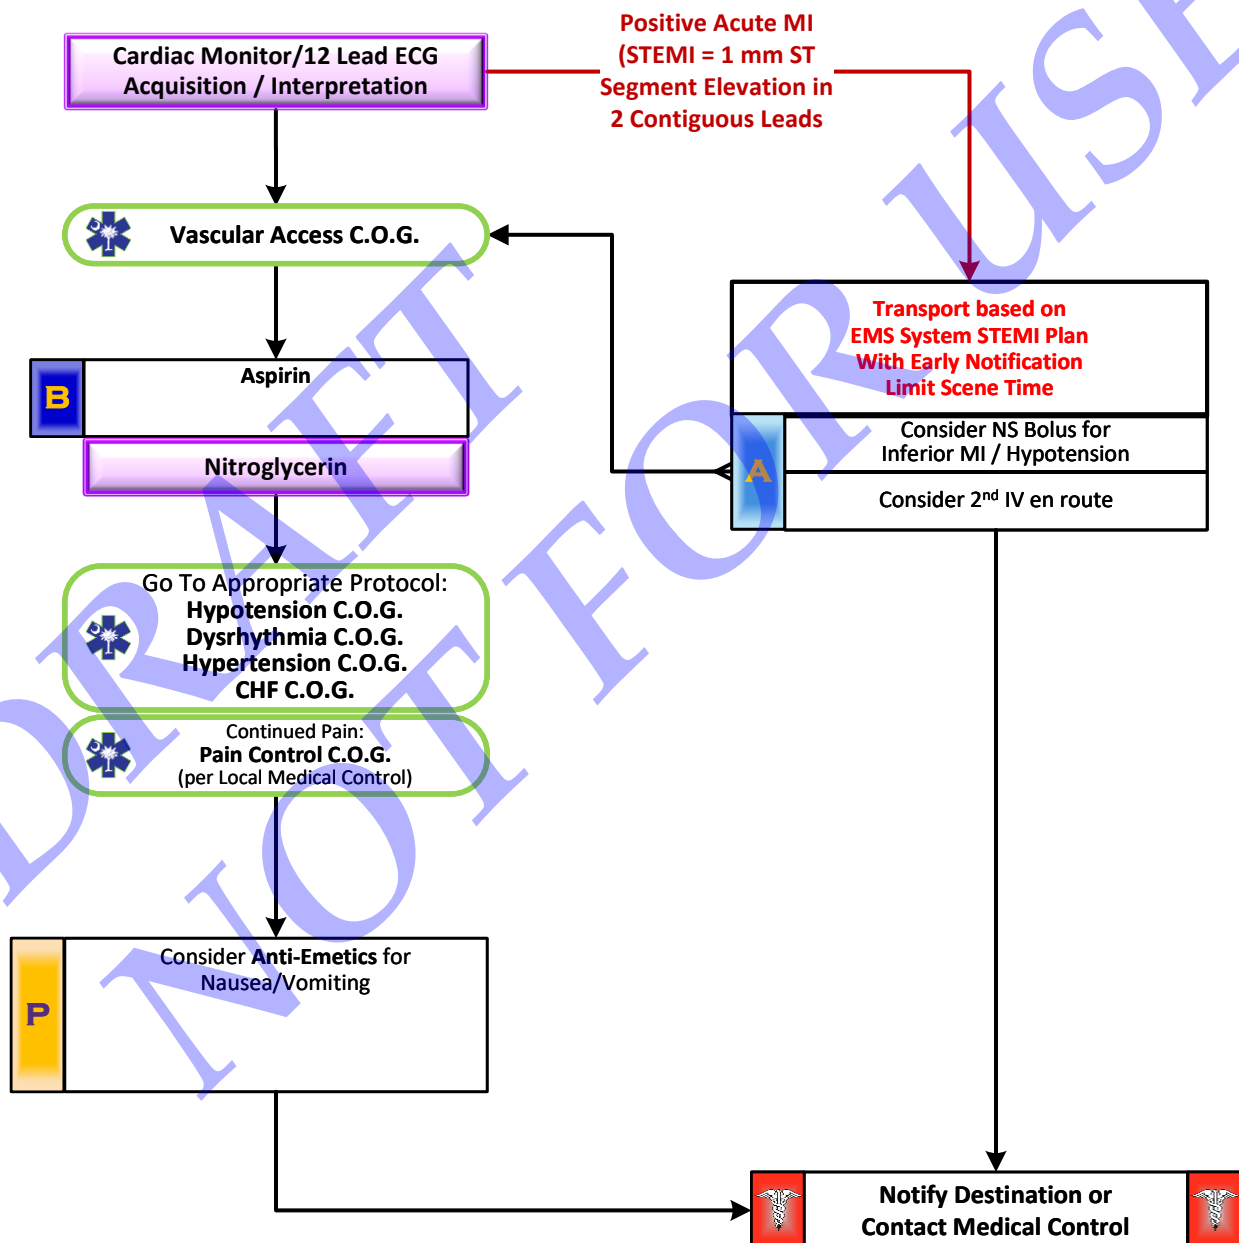 Cardiac Monitor/12 Lead ECG
Acquisition / Interpretation
Positive Acute MI
(STEMI = 1 mm ST
Segment Elevation in
2 Contiguous Leads
Vascular Access C.O.G.
B
Aspirin
Nitroglycerin
Transport based on
EMS System STEMI Plan
With Early Notification
Limit Scene Time
A
Consider NS Bolus for
Inferior MI / Hypotension
Consider 2nd IV en route
Go To Appropriate Protocol:
Hypotension C.O.G.
Dysrhythmia C.O.G.
Hypertension C.O.G.
CHF C.O.G.
Continued Pain:
Pain Control C.O.G.
(per Local Medical Control)
P
Consider Anti-Emetics for
Nausea/Vomiting
Notify Destination or
Contact Medical Control
DRAFT
NOT FOR USE